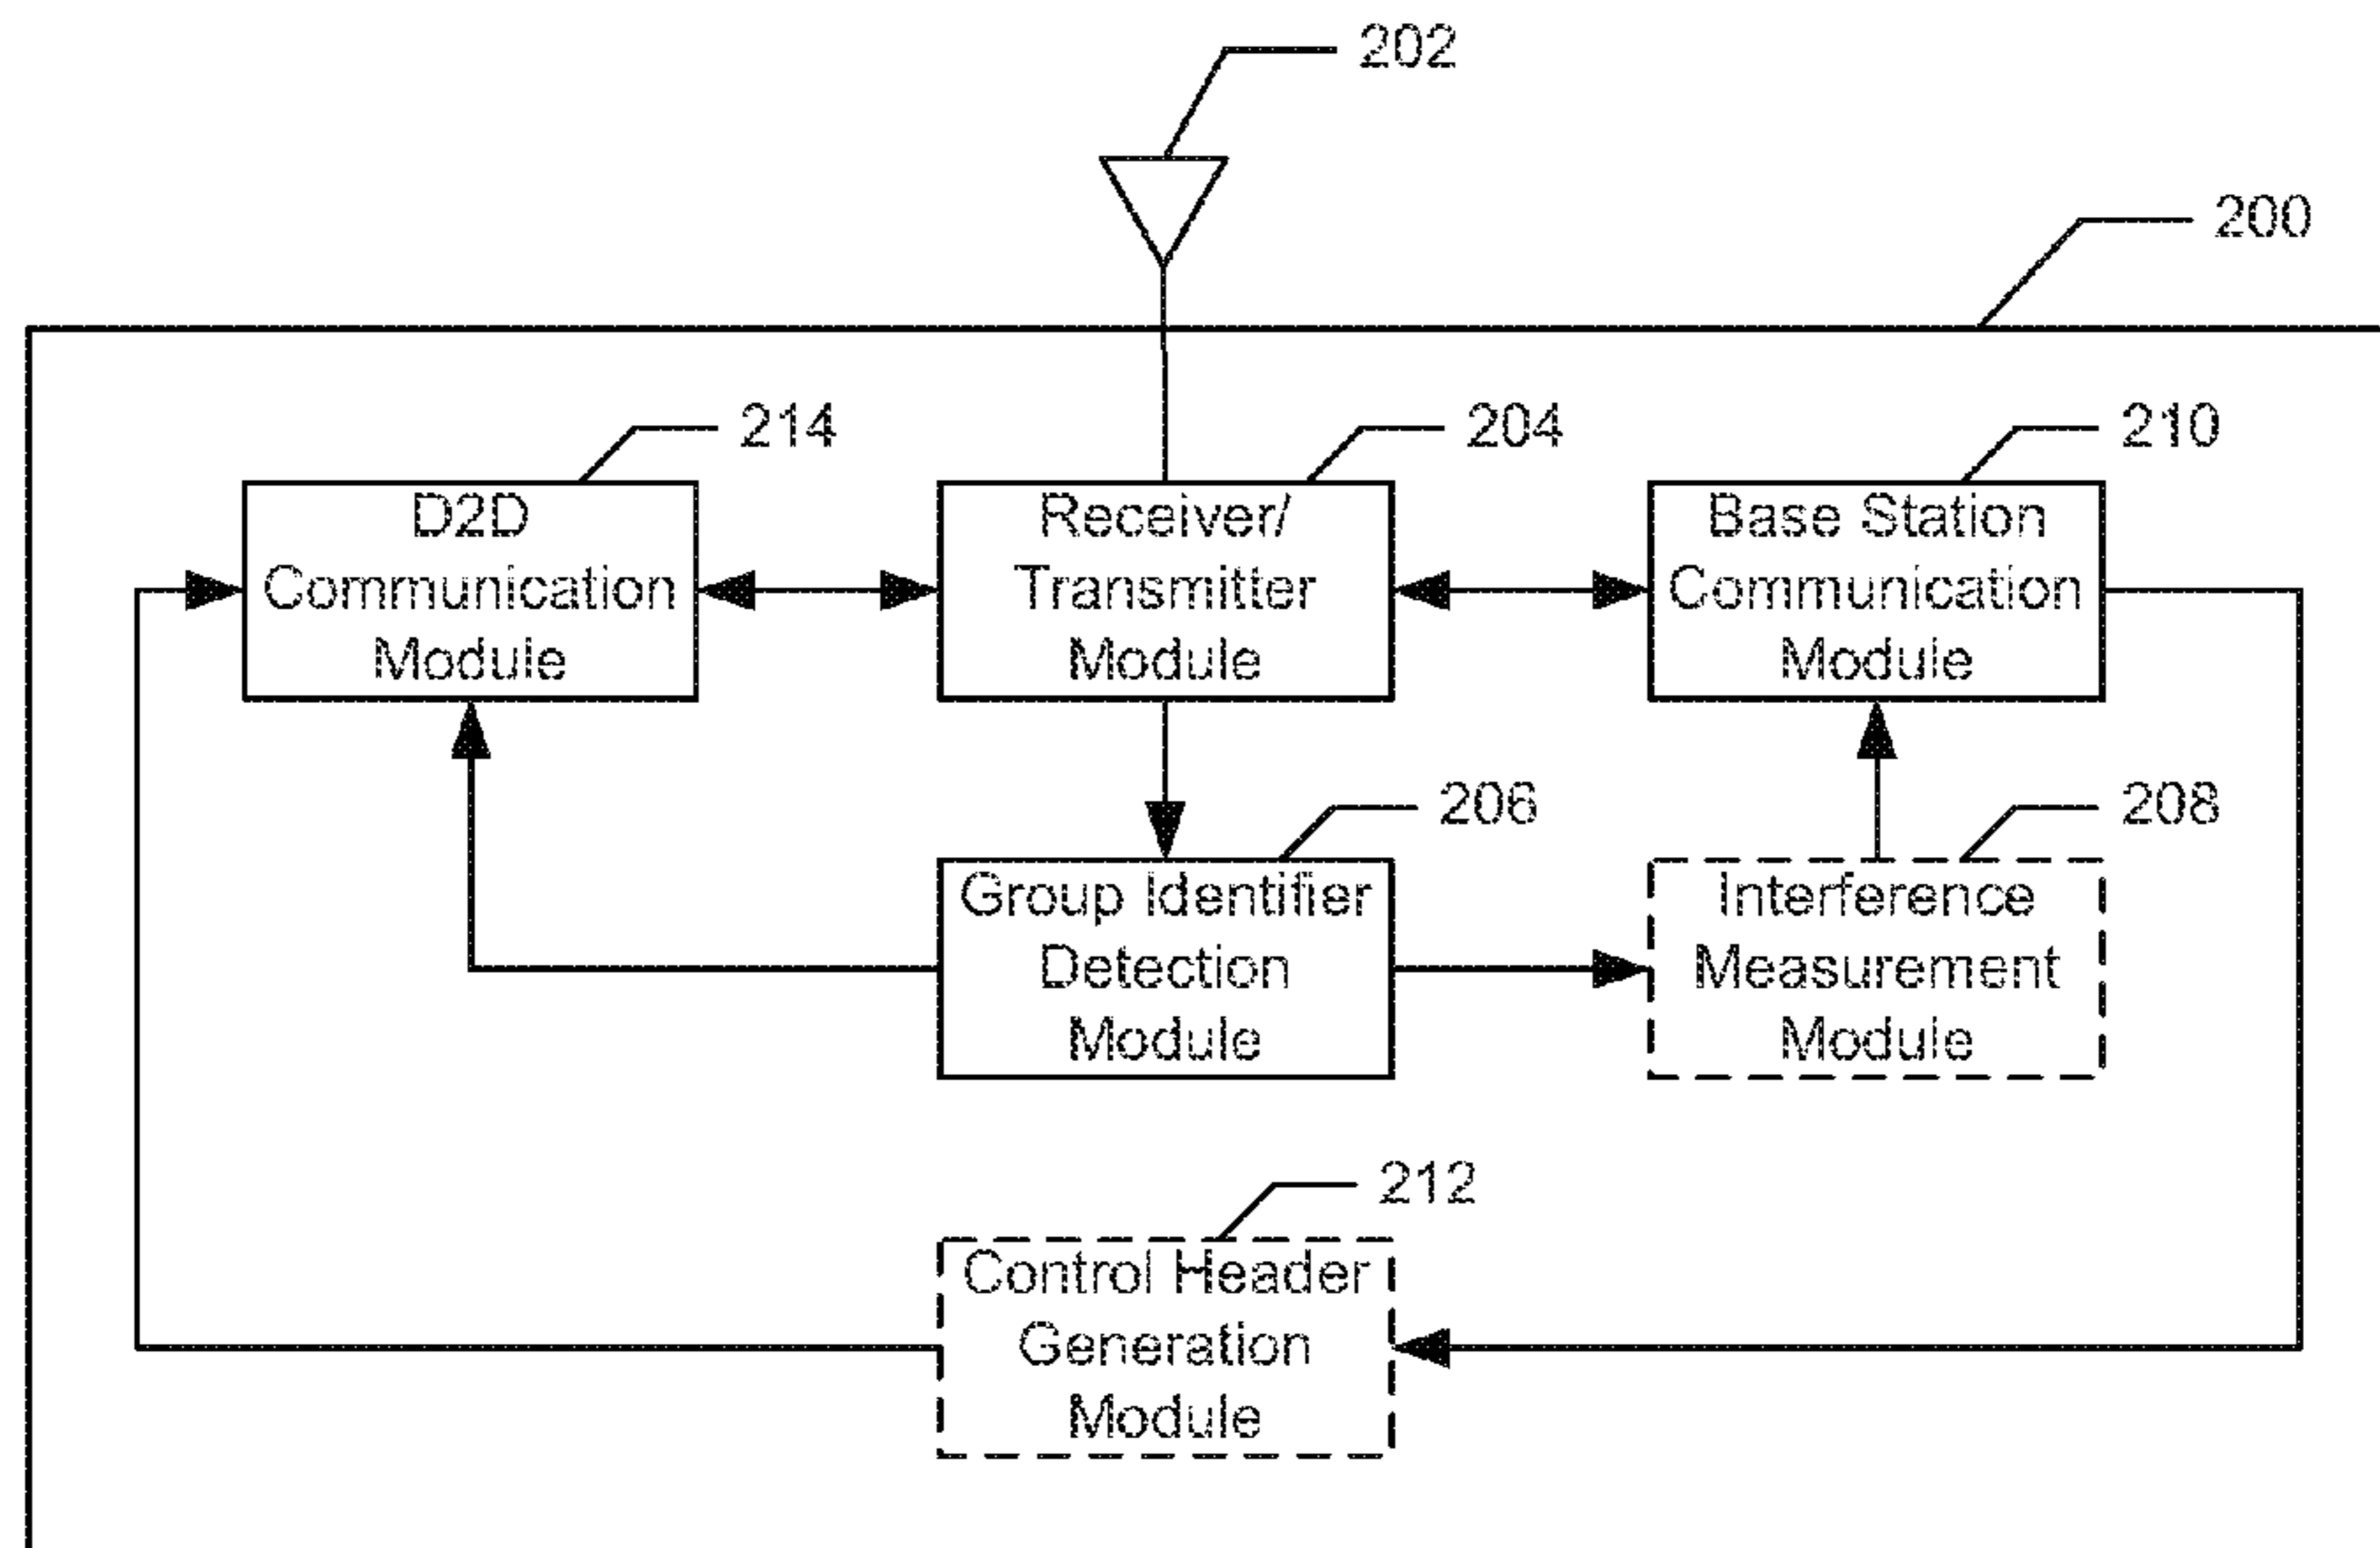 202
200
214
204
210
D2D
Communication
Module
Receiver/
Transmitter
Module
Base Station
Communication
Module
206
208
Group Identifier
Detection
Module
Interference
Measurement
Module
212
Control Header
Generation
Module